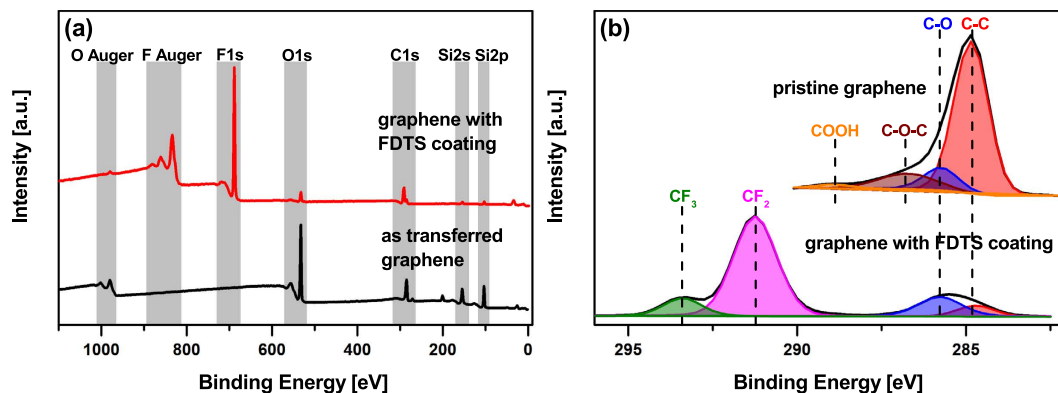 (a)
O Auger F Auger F1s O1s C1s Si2s Si2p
graphene with
FDTS coating
as transferred
graphene
Intensity [a.u.]
1000 800 600 400 200 0
Binding Energy [eV]
(b)
C-O C-C
pristine graphene
COOH C-O-C
CF3 CF2
graphene with FDTS coating
Intensity [a.u.]
295 290 285
Binding Energy [eV]